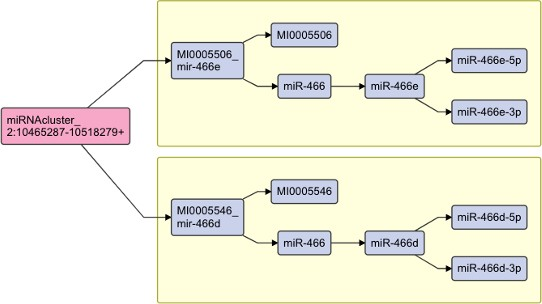 miRNAcluster_
2:10465287-10518279+
MI0005506_
mir-466e
MI0005506
miR-466
miR-466e
miR-466e-5p
miR-466e-3p
MI0005546_
mir-466d
MI0005546
miR-466
miR-466d
miR-466d-5p
miR-466d-3p